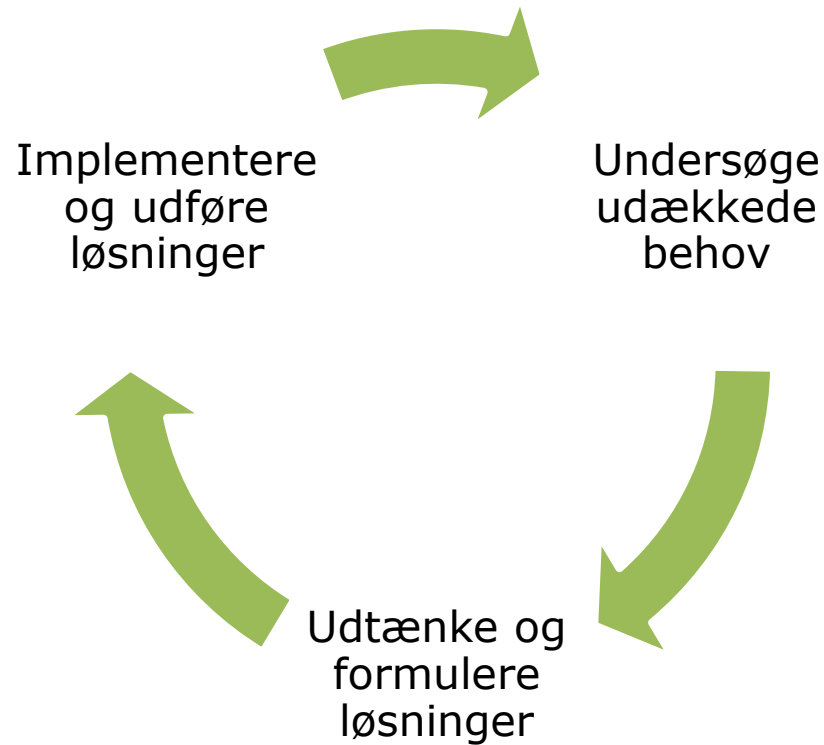 Implementere
og udføre
løsninger
Undersøge
udækkede
behov
Udtænke og
formulere
løsninger